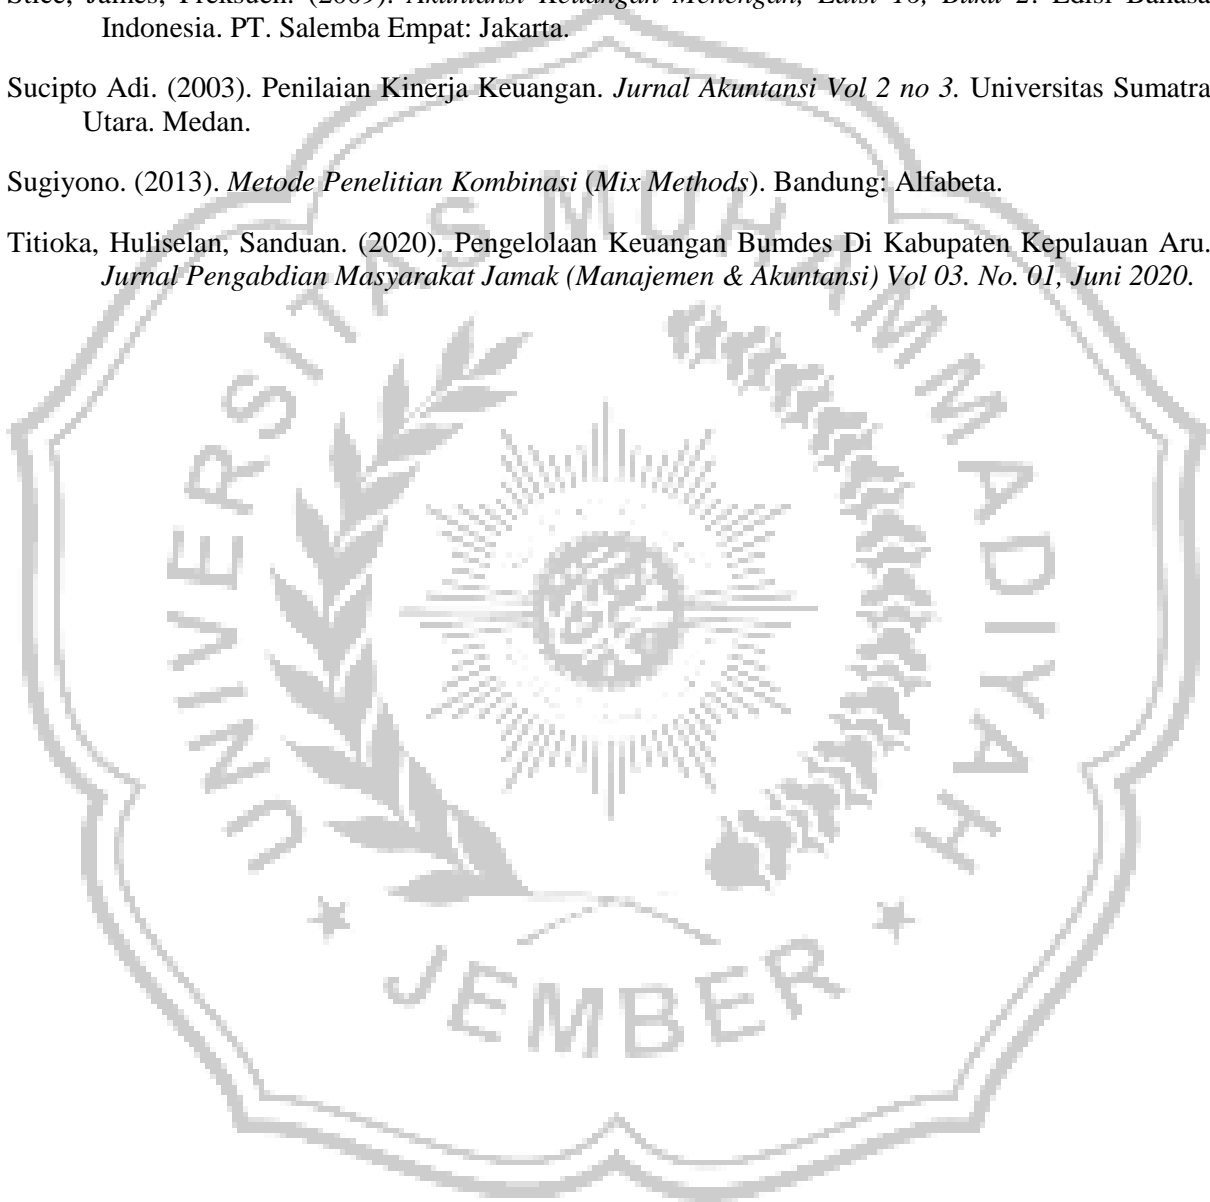 Stice, James, Freksuen. (2009). Akuntansi Keuangan Menengah, Edisi 16, Buku 2. Edisi Bahasa
Indonesia. PT. Salemba Empat: Jakarta.
Sucipto Adi. (2003). Penilaian Kinerja Keuangan. Jurnal Akuntansi Vol 2 no 3. Universitas Sumatra
Utara. Medan.
Sugiyono. (2013). Metode Penelitian Kombinasi (Mix Methods). Bandung: Alfabeta.
Titioka, Huliselan, Sanduan. (2020). Pengelolaan Keuangan Bumdes Di Kabupaten Kepulauan Aru.
Jurnal Pengabdian Masyarakat Jamak (Manajemen & Akuntansi) Vol 03. No. 01, Juni 2020.
UNIVERSITAS MUHAMMADIYAH
JEMBER